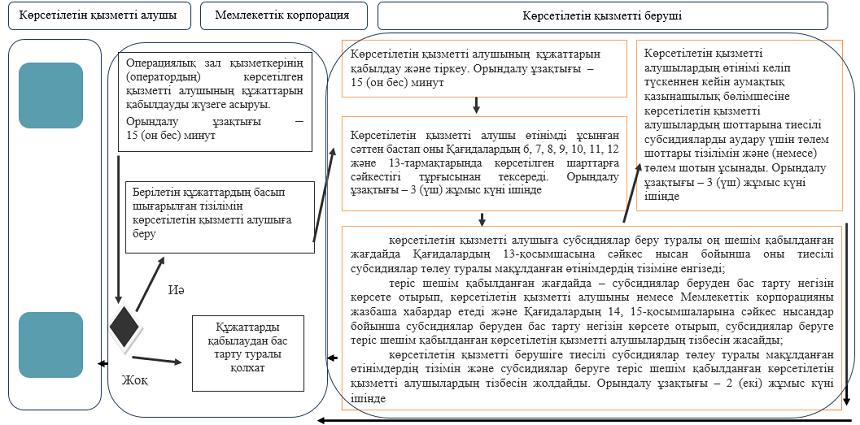 Көрсетілетін қызметті алушы
Мемлекеттік корпорация
Көрсетілетін қызметті беруші
Операциялық зал қызметкерінің
(оператордың) көрсетілген
қызметті алушының құжаттарын
қабылдауды жүзеге асыруы.
Орындалу ұзақтығы –
15 (он бес) минут
Берілетін құжаттардың басып
шығарылған тізілімін
көрсетілетін қызметті алушыға
беру
Иә
Жоқ
Құжаттарды
қабылаудан бас
тарту туралы
қолхат
Көрсетілетін қызметті алушының құжаттарын
қабылдау және тіркеу. Орындалу ұзақтығы –
15 (он бес) минут
Көрсетілетін қызметті алушы өтінімді ұсынған
сәттен бастап оны Қағидалардың 6, 7, 8, 9, 10, 11, 12
және 13-тармақтарында көрсетілген шарттарға
сәйкестігі тұрғысынан тексереді. Орындалу
ұзақтығы – 3 (үш) жұмыс күні ішінде
Көрсетілетін қызметті
алушылардың өтінімі келіп
түскеннен кейін аумақтық
қазынашылық бөлімшесіне
көрсетілетін қызметті
алушылардың шоттарына тиесілі
субсидияларды аудару үшін төлем
шоттары тізілімін және (немесе)
төлем шотын ұсынады. Орындалу
ұзақтығы – 3 (үш) жұмыс күні
ішінде
көрсетілетін қызметті алушыға субсидиялар беру туралы оң шешім қабылданған
жағдайда Қағидалардың 13-қосымшасына сәйкес нысан бойынша оны тиесілі
субсидиялар төлеу туралы мақұлданған өтінімдердің тізіміне енгізеді;
теріс шешім қабылданған жағдайда – субсидиялар беруден бас тарту негізін
көрсете отырып, көрсетілетін қызметті алушыны немесе Мемлекеттік корпорацияны
жазбаша хабардар етеді және Қағидалардың 14, 15-қосымшаларына сәйкес нысандар
бойынша субсидиялар беруден бас тарту негізін көрсете отырып, субсидиялар беруге
теріс шешім қабылданған көрсетілетін қызметті алушылардың тізбесін жасайды;
көрсетілетін қызметті берушіге тиесілі субсидиялар төлеу туралы мақұлданған
өтінімдердің тізімін және субсидиялар беруге теріс шешім қабылданған көрсетілетін
қызметті алушылардың тізбесін жолдайды. Орындалу ұзақтығы – 2 (екі) жұмыс күні
ішінде